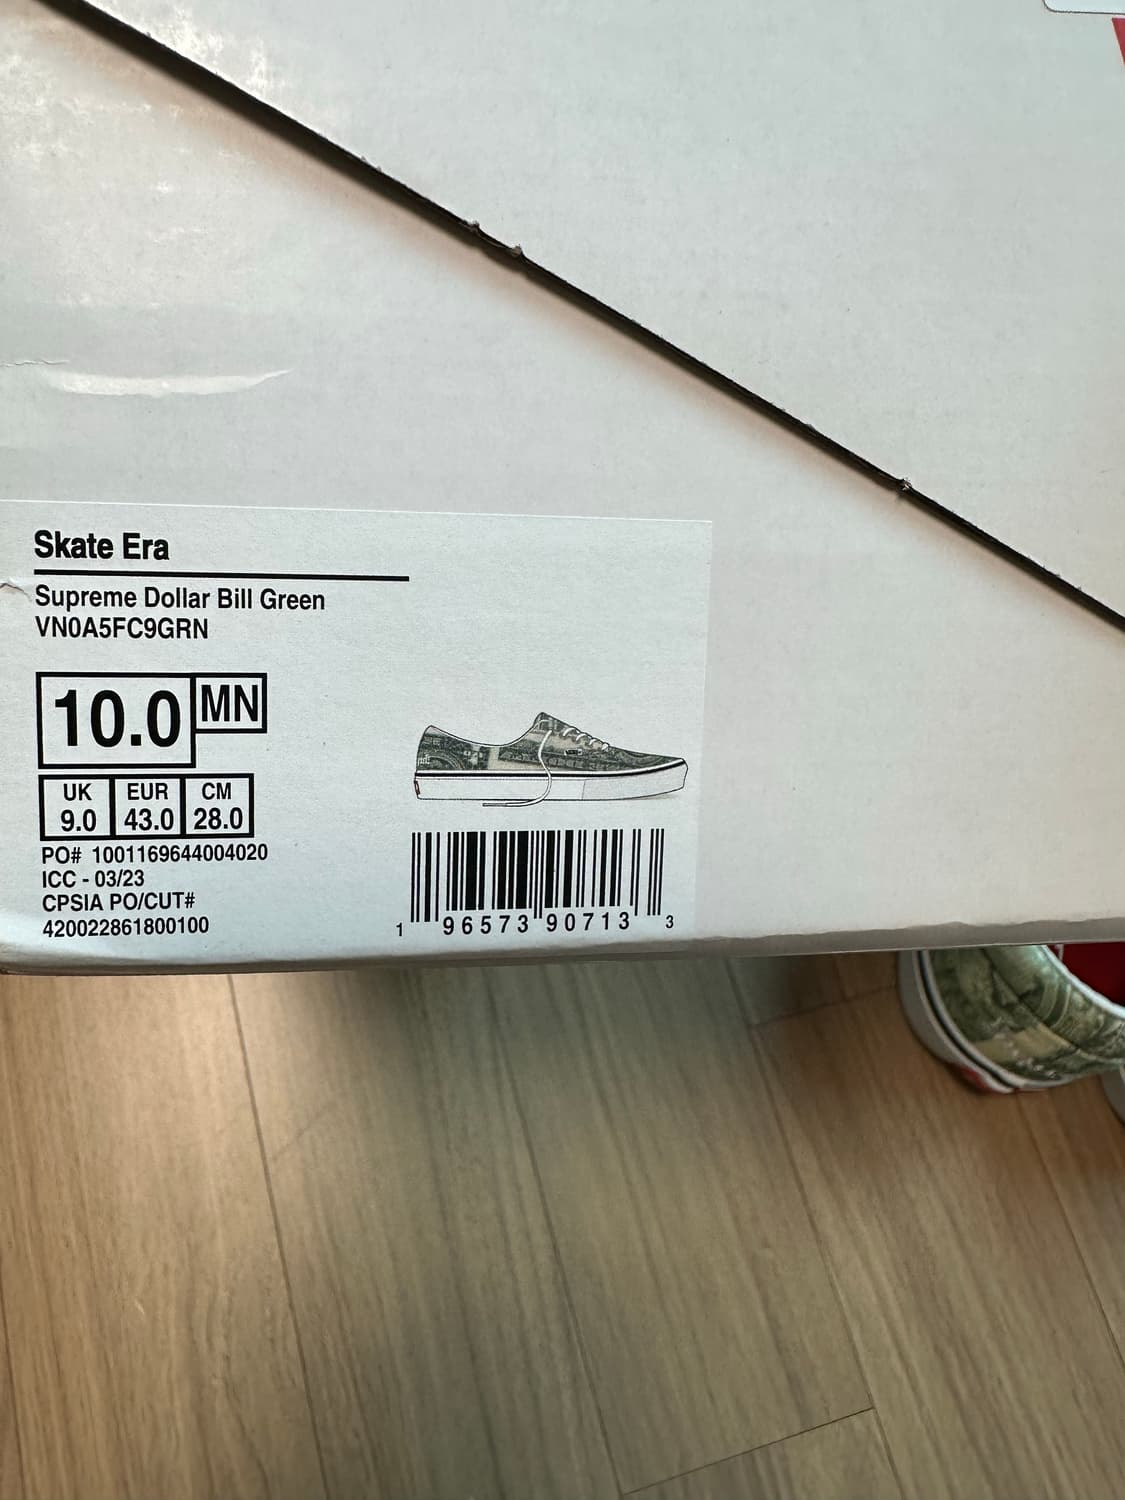 Skate Era
Supreme Dollar Bill Green
VN0A5FC9GRN
10.0 MN
UK EUR CM
9.0 43.0 28.0
PO# 1001169644004020
ICC - 03/23
CPSIA PO/CUT#
420022861800100
1 96573 90713 3